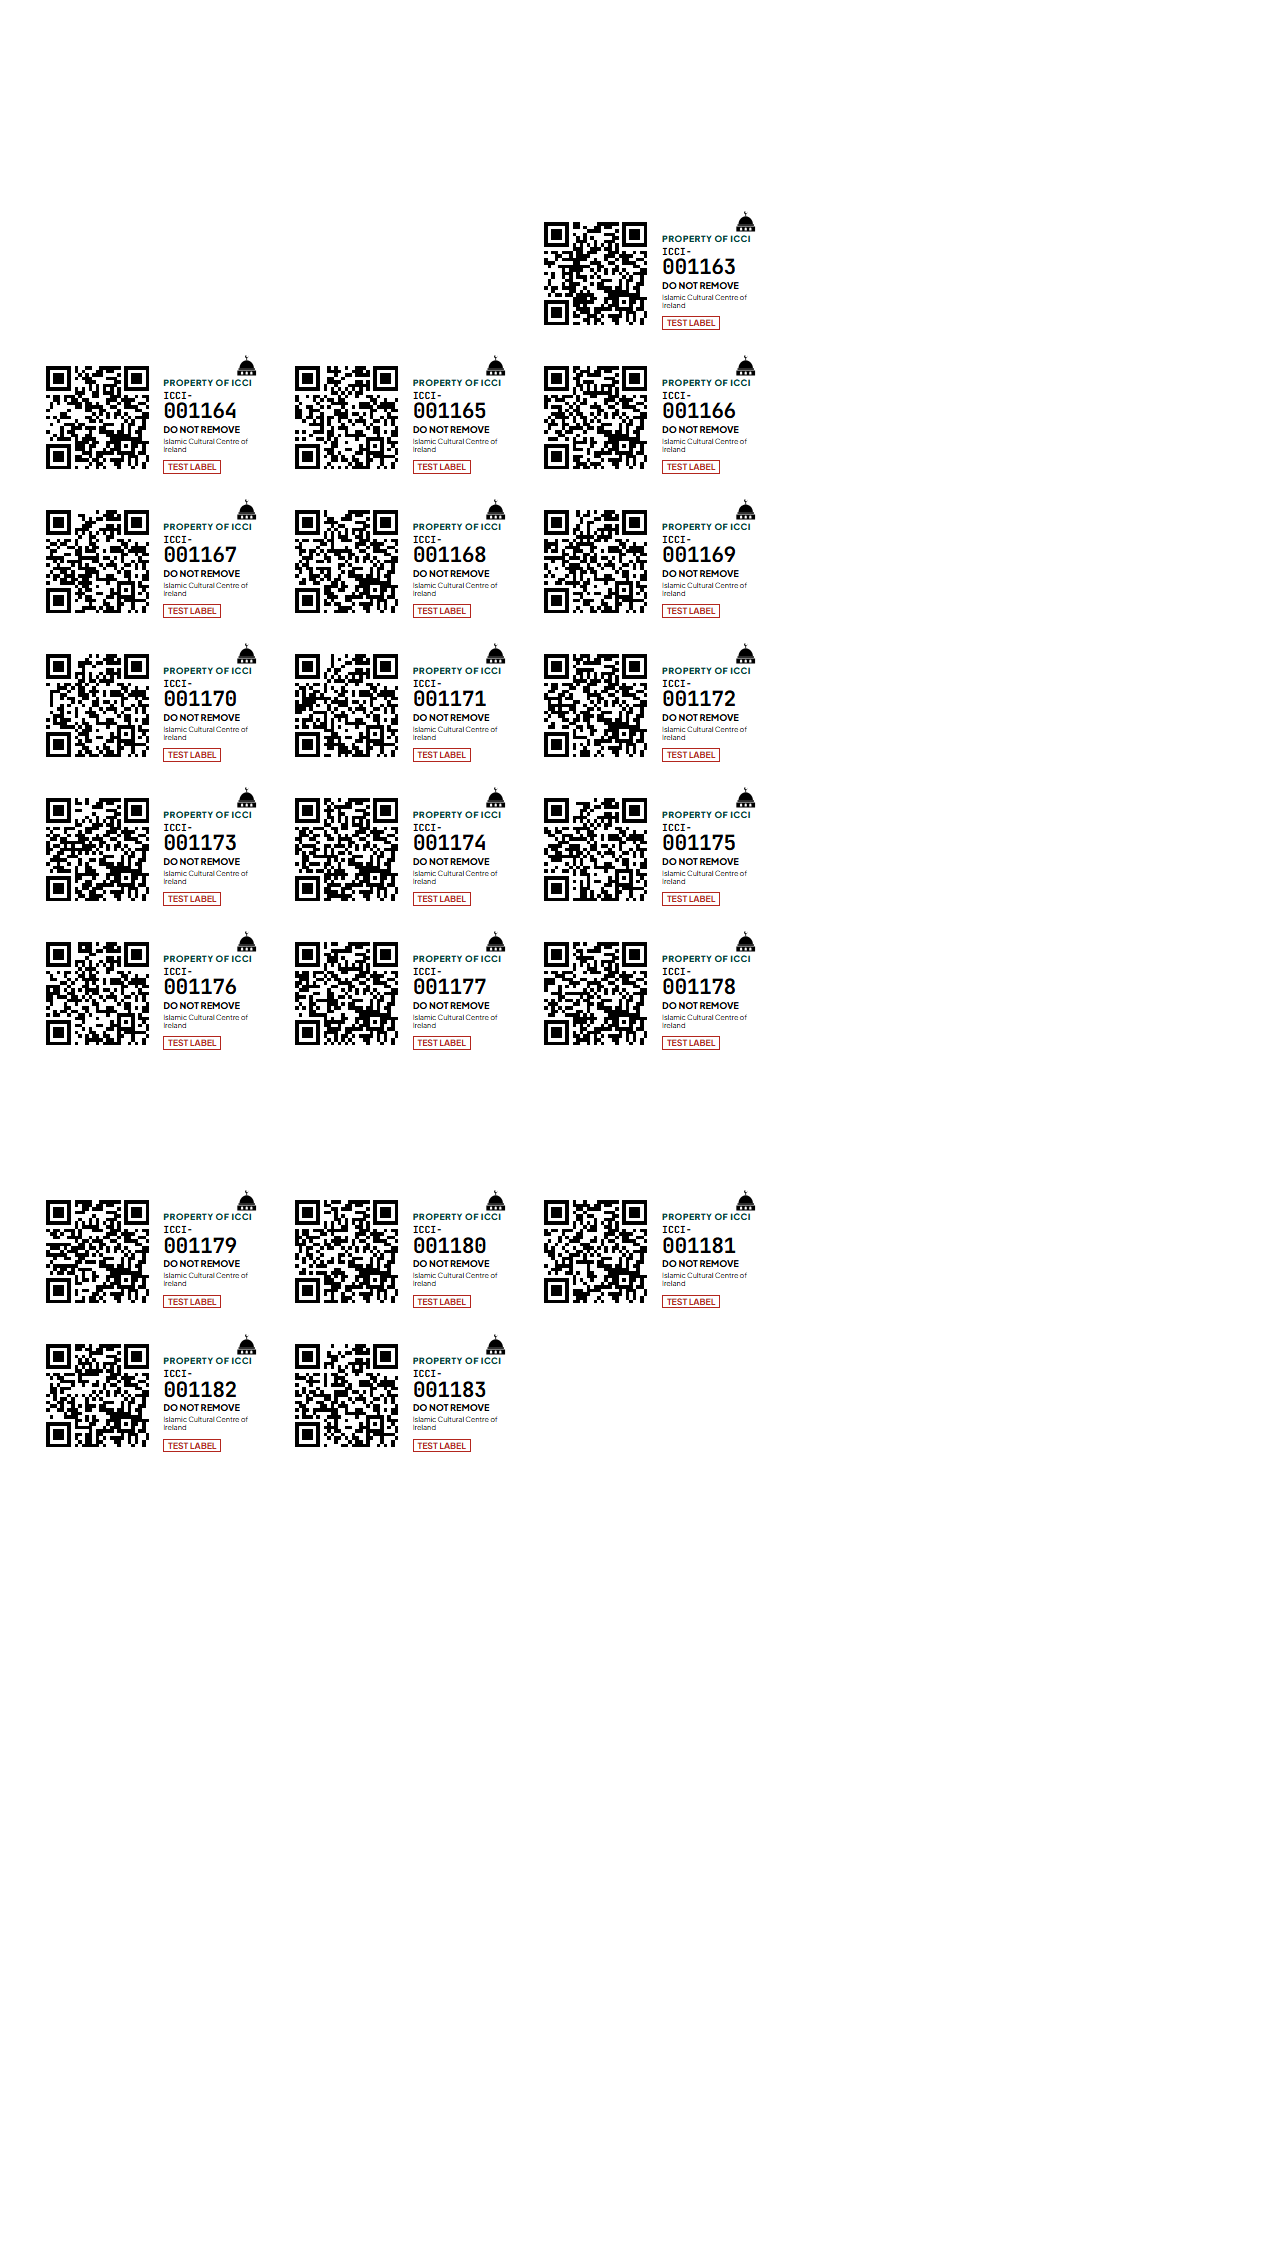 PROPERTY OF ICCI
ICCI-
001163
DO NOT REMOVE
Islamic Cultural Centre of
Ireland
TEST LABEL
PROPERTY OF ICCI
ICCI-
001164
DO NOT REMOVE
Islamic Cultural Centre of
Ireland
TEST LABEL
PROPERTY OF ICCI
ICCI-
001165
DO NOT REMOVE
Islamic Cultural Centre of
Ireland
TEST LABEL
PROPERTY OF ICCI
ICCI-
001166
DO NOT REMOVE
Islamic Cultural Centre of
Ireland
TEST LABEL
PROPERTY OF ICCI
ICCI-
001167
DO NOT REMOVE
Islamic Cultural Centre of
Ireland
TEST LABEL
PROPERTY OF ICCI
ICCI-
001168
DO NOT REMOVE
Islamic Cultural Centre of
Ireland
TEST LABEL
PROPERTY OF ICCI
ICCI-
001169
DO NOT REMOVE
Islamic Cultural Centre of
Ireland
TEST LABEL
PROPERTY OF ICCI
ICCI-
001170
DO NOT REMOVE
Islamic Cultural Centre of
Ireland
TEST LABEL
PROPERTY OF ICCI
ICCI-
001171
DO NOT REMOVE
Islamic Cultural Centre of
Ireland
TEST LABEL
PROPERTY OF ICCI
ICCI-
001172
DO NOT REMOVE
Islamic Cultural Centre of
Ireland
TEST LABEL
PROPERTY OF ICCI
ICCI-
001173
DO NOT REMOVE
Islamic Cultural Centre of
Ireland
TEST LABEL
PROPERTY OF ICCI
ICCI-
001174
DO NOT REMOVE
Islamic Cultural Centre of
Ireland
TEST LABEL
PROPERTY OF ICCI
ICCI-
001175
DO NOT REMOVE
Islamic Cultural Centre of
Ireland
TEST LABEL
PROPERTY OF ICCI
ICCI-
001176
DO NOT REMOVE
Islamic Cultural Centre of
Ireland
TEST LABEL
PROPERTY OF ICCI
ICCI-
001177
DO NOT REMOVE
Islamic Cultural Centre of
Ireland
TEST LABEL
PROPERTY OF ICCI
ICCI-
001178
DO NOT REMOVE
Islamic Cultural Centre of
Ireland
TEST LABEL
PROPERTY OF ICCI
ICCI-
001179
DO NOT REMOVE
Islamic Cultural Centre of
Ireland
TEST LABEL
PROPERTY OF ICCI
ICCI-
001180
DO NOT REMOVE
Islamic Cultural Centre of
Ireland
TEST LABEL
PROPERTY OF ICCI
ICCI-
001181
DO NOT REMOVE
Islamic Cultural Centre of
Ireland
TEST LABEL
PROPERTY OF ICCI
ICCI-
001182
DO NOT REMOVE
Islamic Cultural Centre of
Ireland
TEST LABEL
PROPERTY OF ICCI
ICCI-
001183
DO NOT REMOVE
Islamic Cultural Centre of
Ireland
TEST LABEL